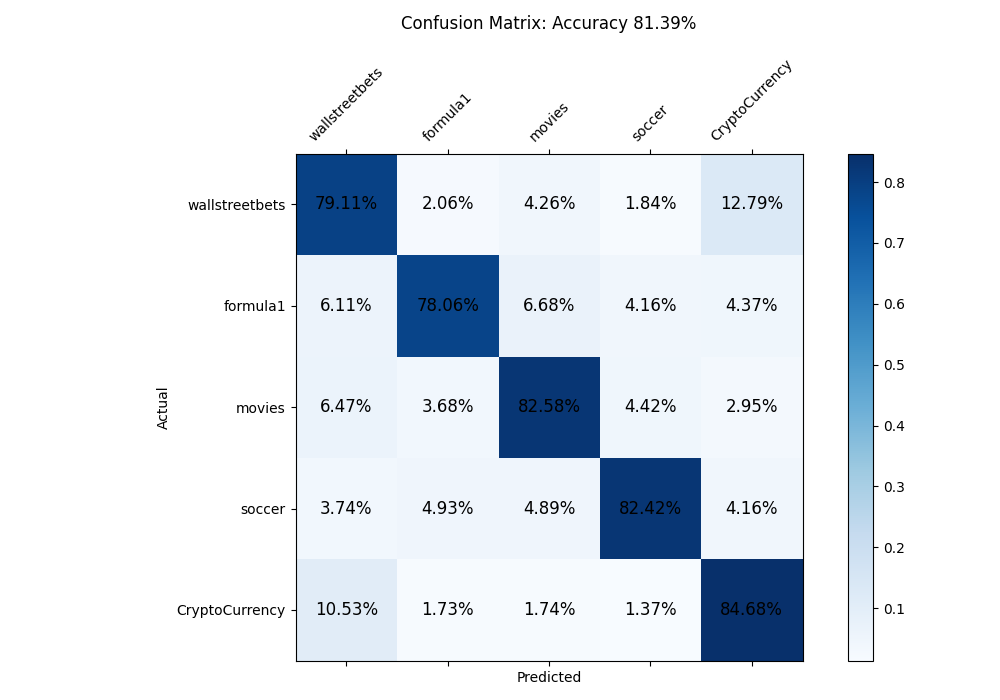 Confusion Matrix: Accuracy 81.39%
wallstreetbets formula1 movies soccer CryptoCurrency
wallstreetbets 79.11% 2.06% 4.26% 1.84% 12.79%
formula1 6.11% 78.06% 6.68% 4.16% 4.37%
movies 6.47% 3.68% 82.58% 4.42% 2.95%
soccer 3.74% 4.93% 4.89% 82.42% 4.16%
CryptoCurrency 10.53% 1.73% 1.74% 1.37% 84.68%
Actual
Predicted
0.8
0.7
0.6
0.5
0.4
0.3
0.2
0.1